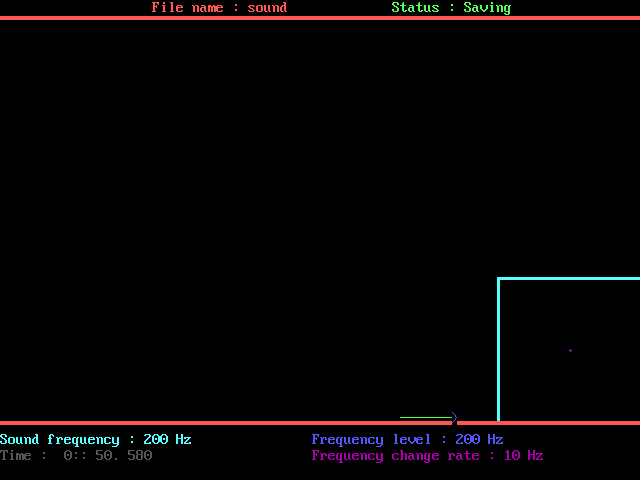 File name : sound Status : Saving
Sound frequency : 200 Hz Frequency level : 200 Hz
Time : 0:: 50. 580 Frequency change rate : 10 Hz